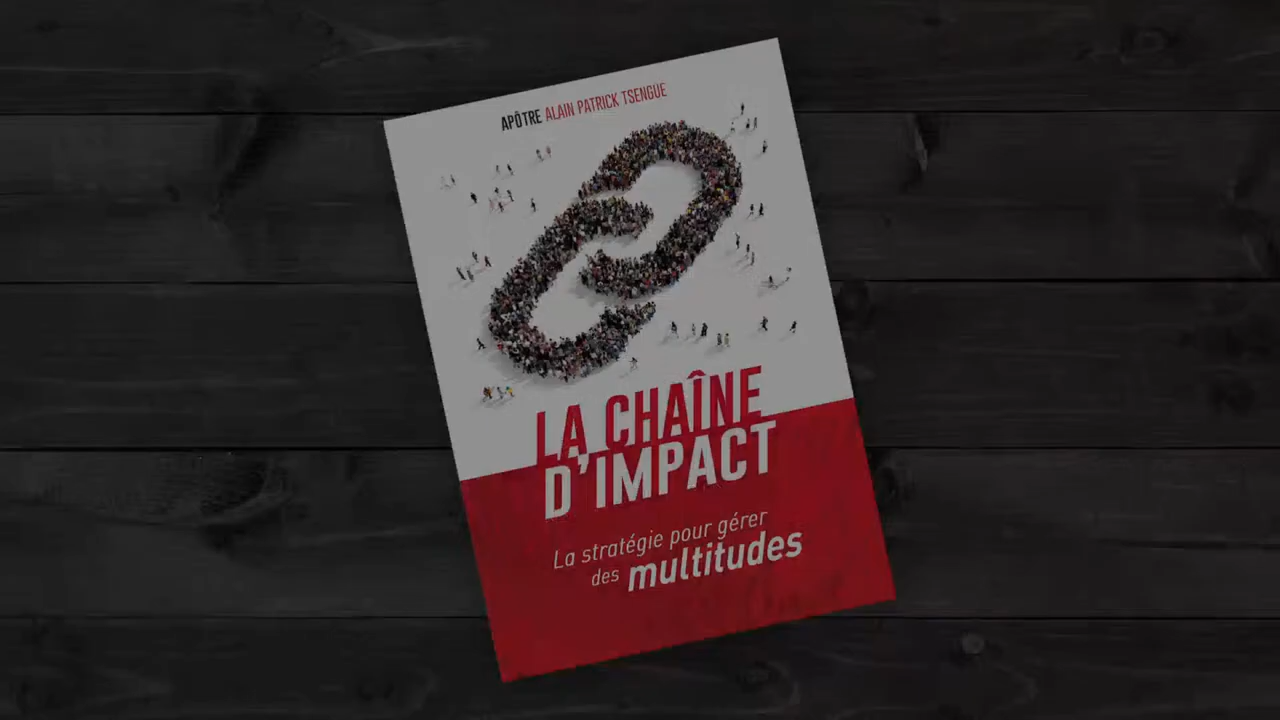 APÔTRE ALAIN PATRICK TSENGUE
LA CHAÎNE
D'IMPACT
La stratégie pour gérer
des multitudes